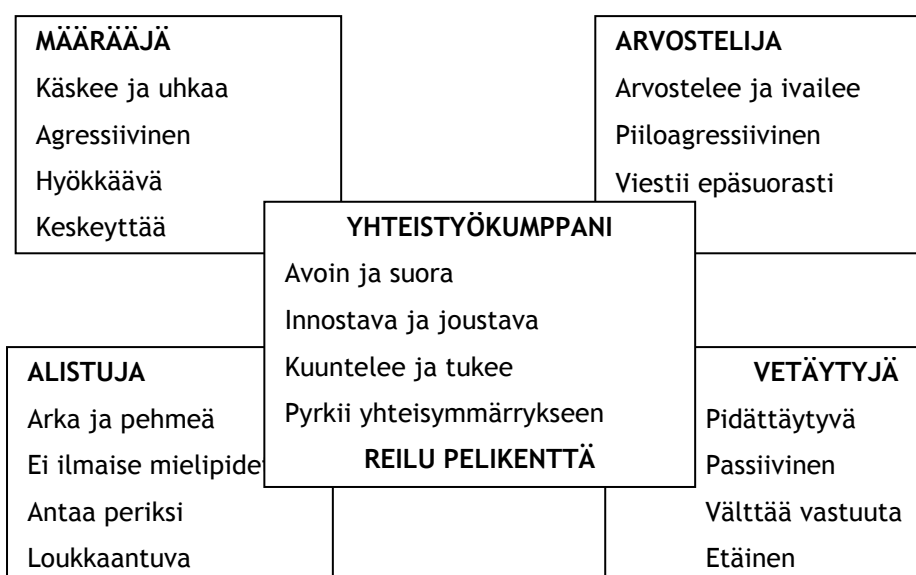 MÄÄRÄÄJÄ
Käskee ja uhkaa
Agressiivinen
Hyökkäävä
Keskeyttää
ARVOSTELIJA
Arvostelee ja ivailee
Piiloagressiivinen
Viestii epäsuorasti
YHTEISTYÖKUMPPANI
Avoin ja suora
Innostava ja joustava
Kuuntelee ja tukee
Pyrkii yhteisymmärrykseen
REILU PELIKENTTÄ
ALISTUJA
Arka ja pehmeä
Ei ilmaise
Antaa periksi
Loukkaantuva
VETÄYTYJÄ
Pidättäytyvä
Passiivinen
Välttää vastuuta
Etäinen